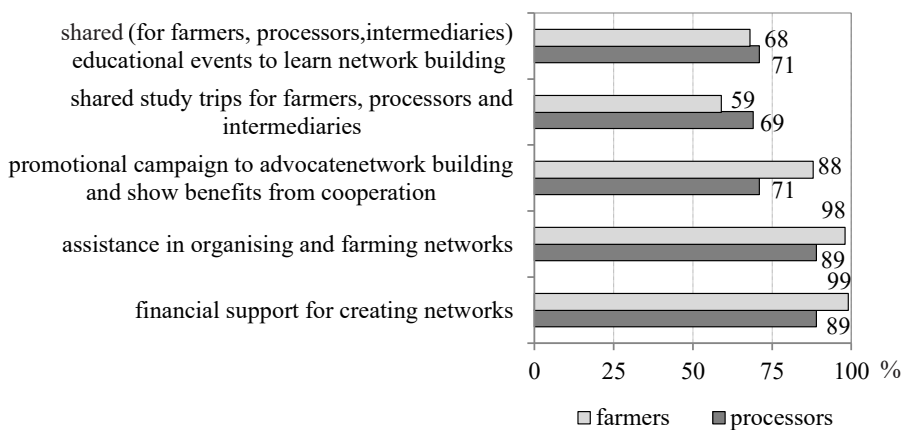 shared (for farmers, processors,intermediaries)
educational events to learn network building
68
71
shared study trips for farmers, processors and
intermediaries
59
69
promotional campaign to advocatenetwork building
and show benefits from cooperation
88
71
assistance in organising and farming networks
98
89
financial support for creating networks
99
89
0 25 50 75 100 %
farmers processors